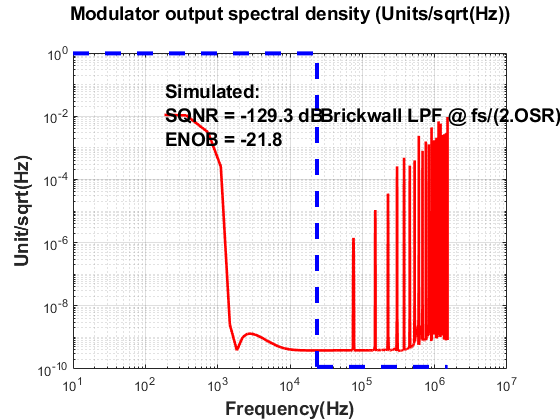 Modulator output spectral density (Units/sqrt(Hz))
10^0
Simulated:
SQNR = -129.3 dB
Brickwall LPF @ fs/(2.OSR)
ENOB = -21.8
10^-2
10^-4
10^-6
10^-8
10^-10
Unit/sqrt(Hz)
10^1
10^2
10^3
10^4
10^5
10^6
10^7
Frequency(Hz)